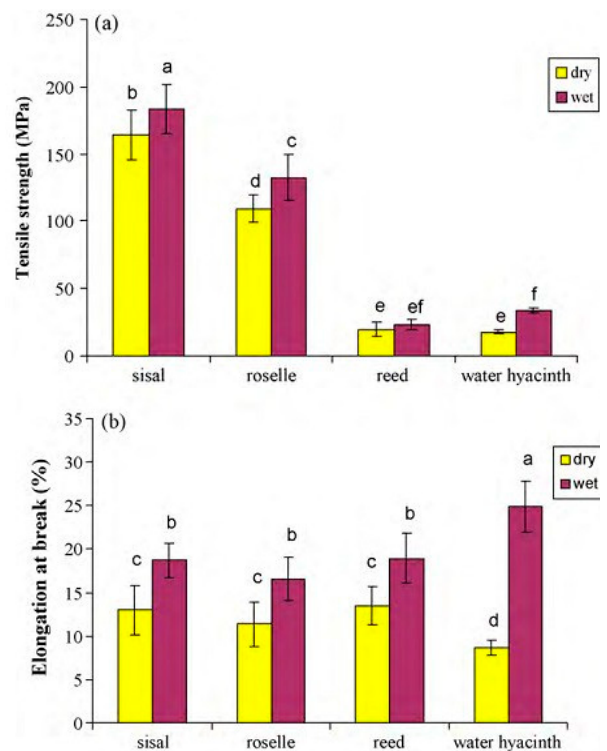 (a)
250
200
150
100
50
0
Tensile strength (MPa)
b
a
d
c
e
ef
e
f
dry
wet
sisal
roselle
reed
water hyacinth
(b)
35
30
25
20
15
10
5
0
Elongation at break (%)
c
b
c
b
c
b
d
a
dry
wet
sisal
roselle
reed
water hyacinth